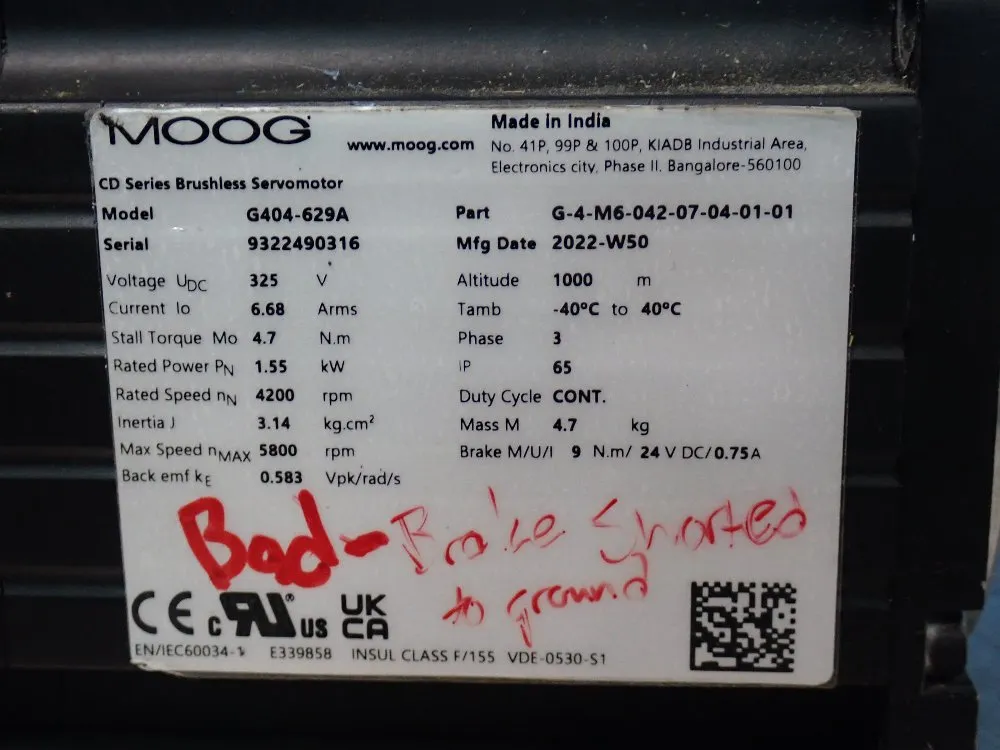 MOOG
www.moog.com
Made in India
No. 41P, 99P & 100P, KIADB Industrial Area,
Electronics city, Phase II. Bangalore-560100
CD Series Brushless Servomotor
Model G404-629A Part G-4-M6-042-07-04-01-01
Serial 9322490316 Mfg Date 2022-W50
Voltage UDC 325 V Altitude 1000 m
Current Io 6.68 Arms Tamb -40°C to 40°C
Stall Torque Mo 4.7 N.m Phase 3
Rated Power PN 1.55 kW IP 65
Rated Speed nN 4200 rpm Duty Cycle CONT.
Inertia J 3.14 kg.cm² Mass M 4.7 kg
Max Speed nMAX 5800 rpm Brake M/U/I 9 N.m/ 24 V DC/0.75A
Back emf kE 0.583 Vpk/rad/s
Bad - Brake Shorted
to ground
CE c RU ® US UK CA
EN/IEC60034-1 E339858 INSUL CLASS F/155 VDE-0530-S1